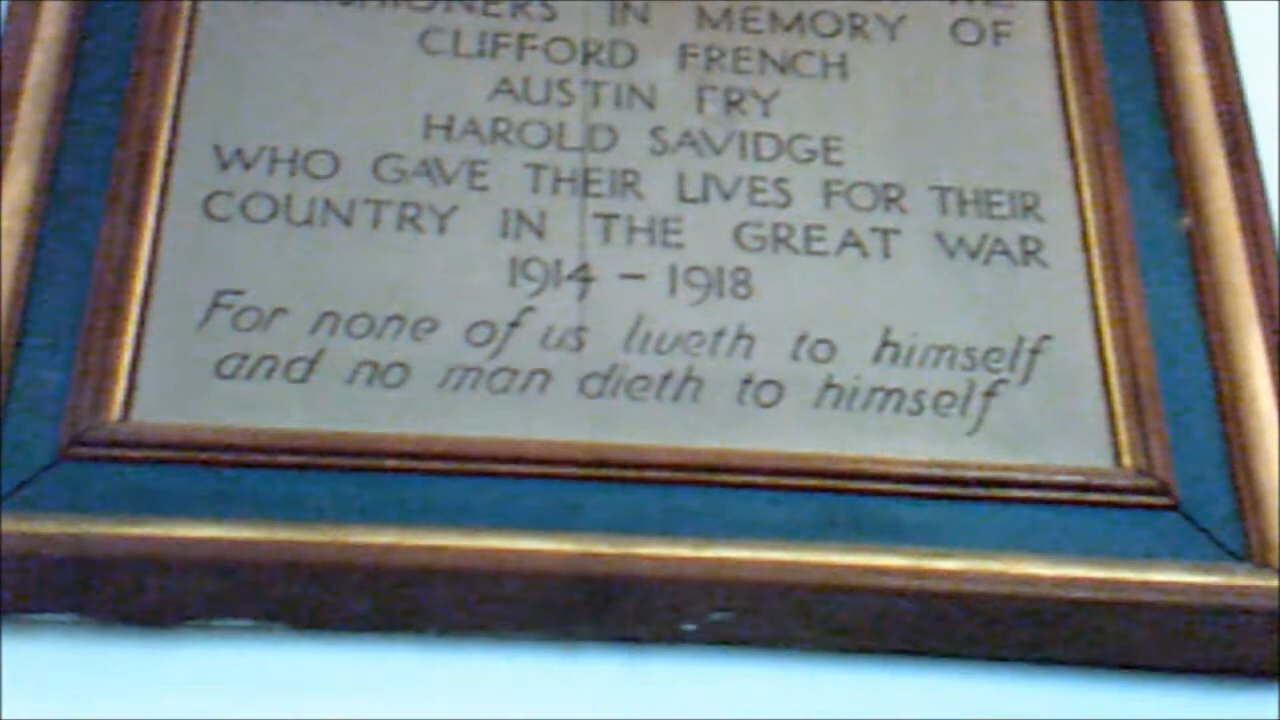 IN MEMORY OF
CLIFFORD FRENCH
AUSTIN FRY
HAROLD SAVIDGE
WHO GAVE THEIR LIVES FOR THEIR
COUNTRY IN THE GREAT WAR
1914 – 1918
For none of us liveth to himself
and no man dieth to himself